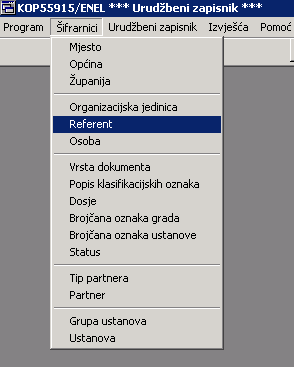 KOP55915/ENEL *** Urudžbeni zapisnik ***
Program Šifrarnici Urudžbeni zapisnik Izvješća Pomoć
Mjesto
Općina
Županija
Organizacijska jedinica
Referent
Osoba
Vrsta dokumenta
Popis klasifikacijskih oznaka
Dosje
Brojčana oznaka grada
Brojčana oznaka ustanove
Status
Tip partnera
Partner
Grupa ustanova
Ustanova